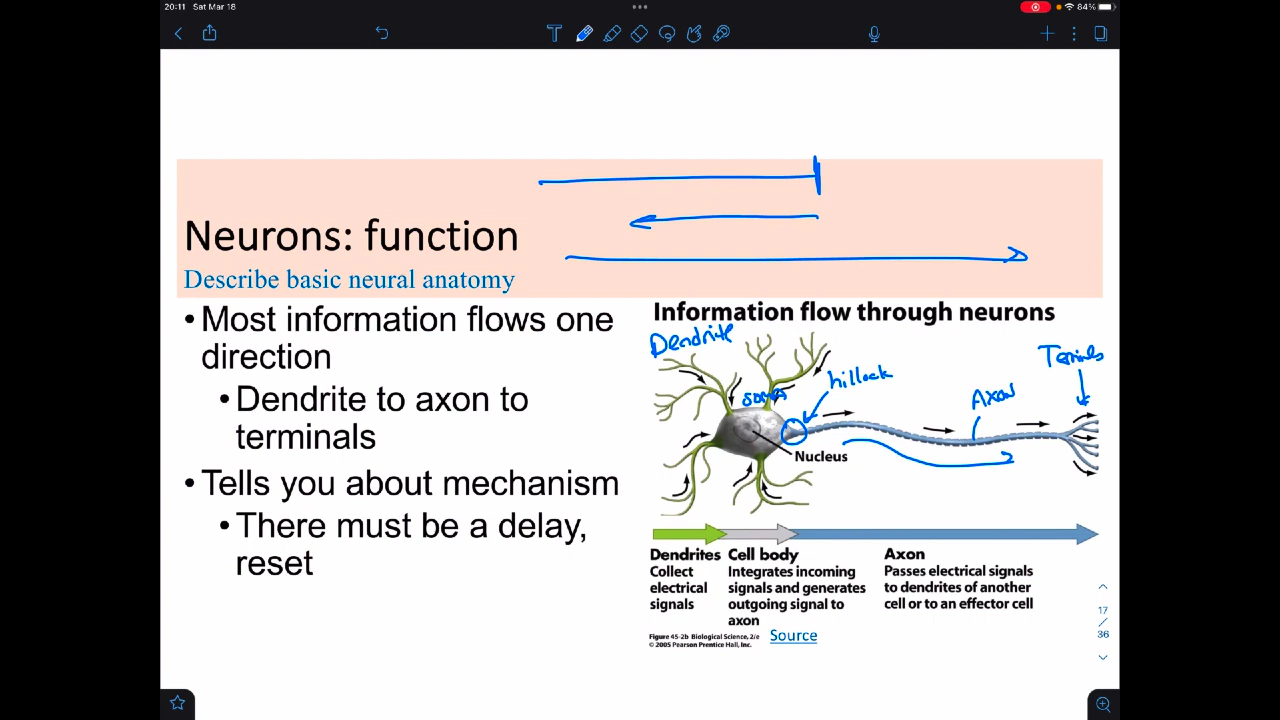 20:11 Sat Mar 18
84%
Neurons: function
Describe basic neural anatomy
• Most information flows one
direction
• Dendrite to axon to
terminals
• Tells you about mechanism
• There must be a delay,
reset
Information flow through neurons
Dendrite
soma
hillock
Axon
Nucleus
Dendrites
Collect
electrical
signals
Cell body
Integrates incoming
signals and generates
outgoing signal to
axon
Axon
Passes electrical signals
to dendrites of another
cell or to an effector cell
Figure 45-2b Biological Science, 2/e
© 2005 Pearson Prentice Hall, Inc.
Source
17
/
36